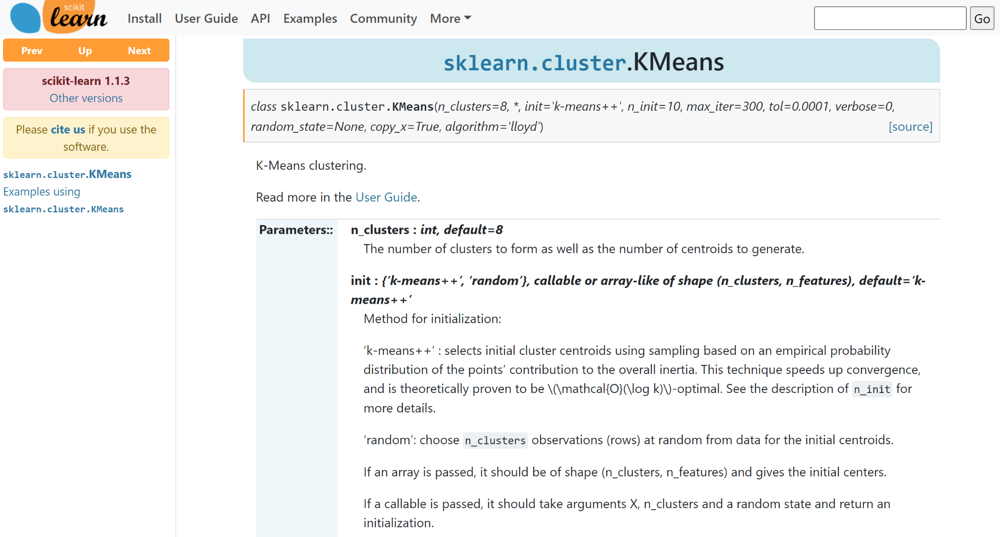 scikit
learn
Install User Guide API Examples Community More
Go
Prev Up Next
scikit-learn 1.1.3
Other versions
Please cite us if you use the
software.
sklearn.cluster.KMeans
Examples using
sklearn.cluster.KMeans
sklearn.cluster.KMeans
class sklearn.cluster.KMeans(n_clusters=8, *, init='k-means++', n_init=10, max_iter=300, tol=0.0001, verbose=0,
random_state=None, copy_x=True, algorithm='lloyd') [source]
K-Means clustering.
Read more in the User Guide.
Parameters:: n_clusters : int, default=8
The number of clusters to form as well as the number of centroids to generate.
init : {‘k-means++’, ‘random’}, callable or array-like of shape (n_clusters, n_features), default=’k-
means++’
Method for initialization:
‘k-means++’ : selects initial cluster centroids using sampling based on an empirical probability
distribution of the points’ contribution to the overall inertia. This technique speeds up convergence,
and is theoretically proven to be \(\mathcal{O}(\log k)\)-optimal. See the description of n_init for
more details.
‘random’: choose n_clusters observations (rows) at random from data for the initial centroids.
If an array is passed, it should be of shape (n_clusters, n_features) and gives the initial centers.
If a callable is passed, it should take arguments X, n_clusters and a random state and return an
initialization.